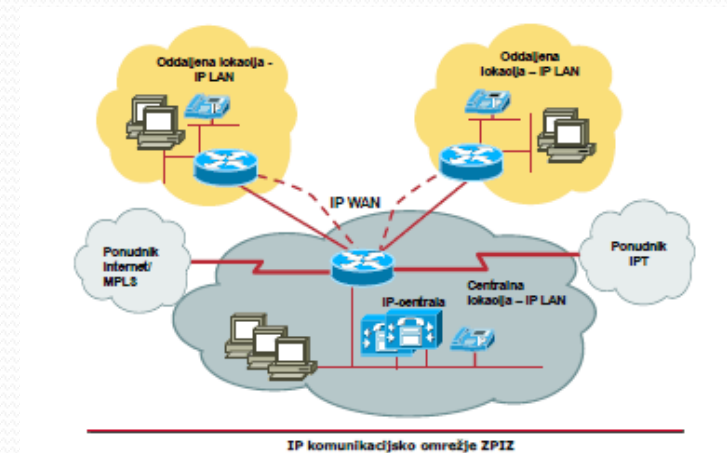 Oddaljena lokacija -
IP LAN
Oddaljena
lokacija – IP LAN
IP WAN
Ponudnik
Internet/
MPLS
Ponudnik
IPT
Centralna
lokacija – IP LAN
IP-centrala
IP komunikacijsko omrežje ZPIZ